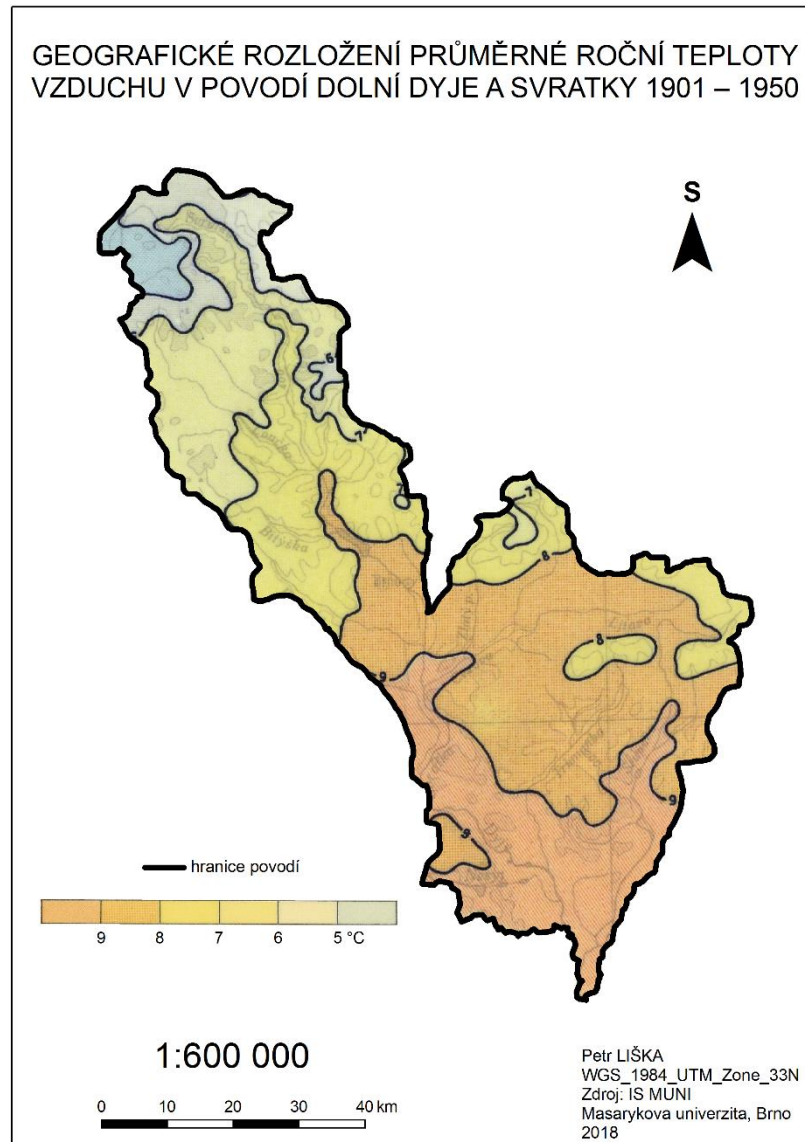 GEOGRAFICKÉ ROZLOŽENÍ PRŮMĚRNÉ ROČNÍ TEPLOTY
VZDUCHU V POVODÍ DOLNÍ DYJE A SVRATKY 1901 – 1950
S
6
7
7
7
8
8
9
9
9
Loučka
Bitýška
hranice povodí
9 8 7 6 5 °C
1:600 000
0 10 20 30 40 km
Petr LIŠKA
WGS_1984_UTM_Zone_33N
Zdroj: IS MUNI
Masarykova univerzita, Brno
2018